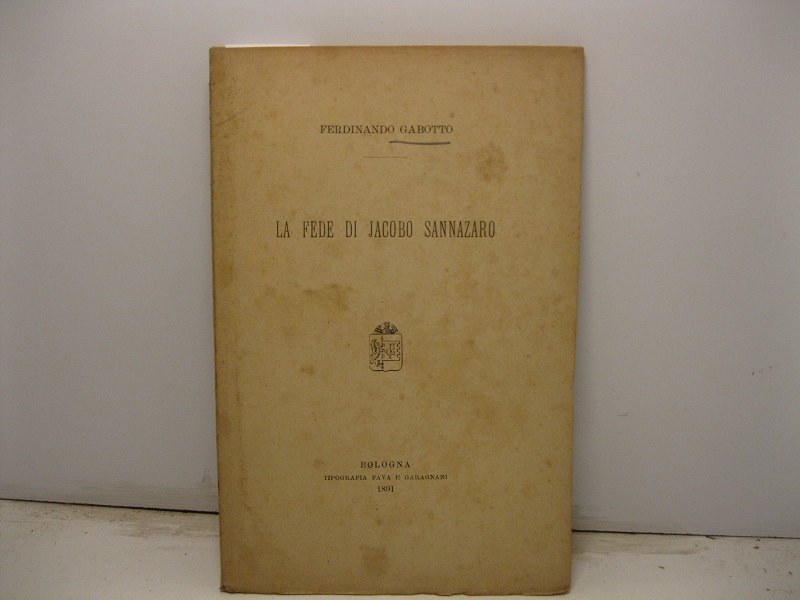 FERDINANDO GABOTTO
LA FEDE DI JACOBO SANNAZARO
BOLOGNA
TIPOGRAFIA FAVA E GARAGNANI
1891